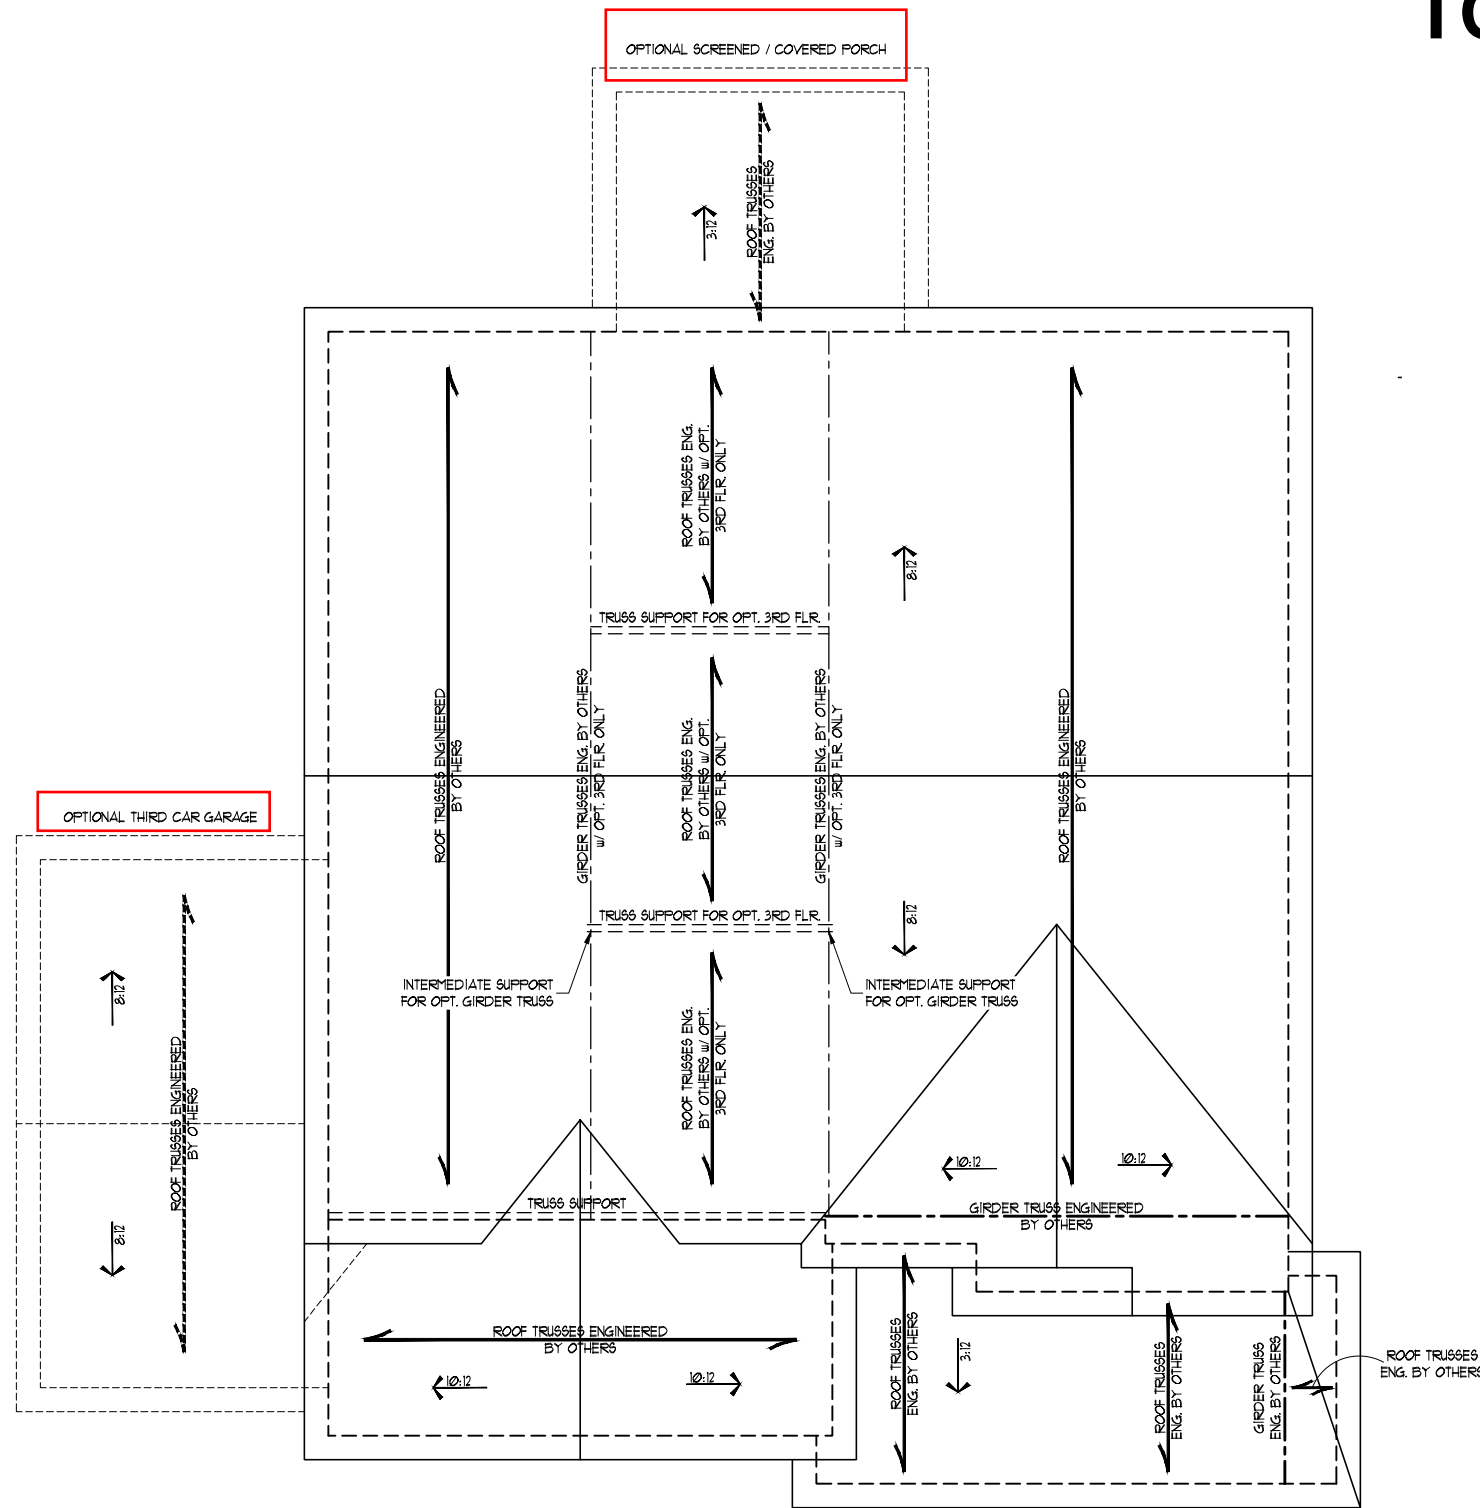 OPTIONAL SCREENED / COVERED PORCH
ROOF TRUSSES
ENG. BY OTHERS
3:12
ROOF TRUSSES ENG.
BY OTHERS w/ OPT.
3RD FLR. ONLY
8:12
TRUSS SUPPORT FOR OPT. 3RD FLR.
ROOF TRUSSES ENGINEERED
BY OTHERS
GIRDER TRUSSES ENG. BY OTHERS
w/ OPT. 3RD FLR ONLY
ROOF TRUSSES ENG.
BY OTHERS w/ OPT.
3RD FLR. ONLY
GIRDER TRUSSES ENG. BY OTHERS
w/ OPT. 3RD FLR ONLY
ROOF TRUSSES ENGINEERED
BY OTHERS
OPTIONAL THIRD CAR GARAGE
TRUSS SUPPORT FOR OPT. 3RD FLR.
8:12
INTERMEDIATE SUPPORT
FOR OPT. GIRDER TRUSS
INTERMEDIATE SUPPORT
FOR OPT. GIRDER TRUSS
8:12
ROOF TRUSSES ENG.
BY OTHERS w/ OPT.
3RD FLR. ONLY
ROOF TRUSSES ENGINEERED
BY OTHERS
10:12
10:12
TRUSS SUPPORT
GIRDER TRUSS ENGINEERED
BY OTHERS
8:12
ROOF TRUSSES ENGINEERED
BY OTHERS
10:12
10:12
ROOF TRUSSES
ENG. BY OTHERS
3:12
ROOF TRUSSES
ENG. BY OTHERS
GIRDER TRUSS
ENG. BY OTHERS
ROOF TRUSSES
ENG. BY OTHERS